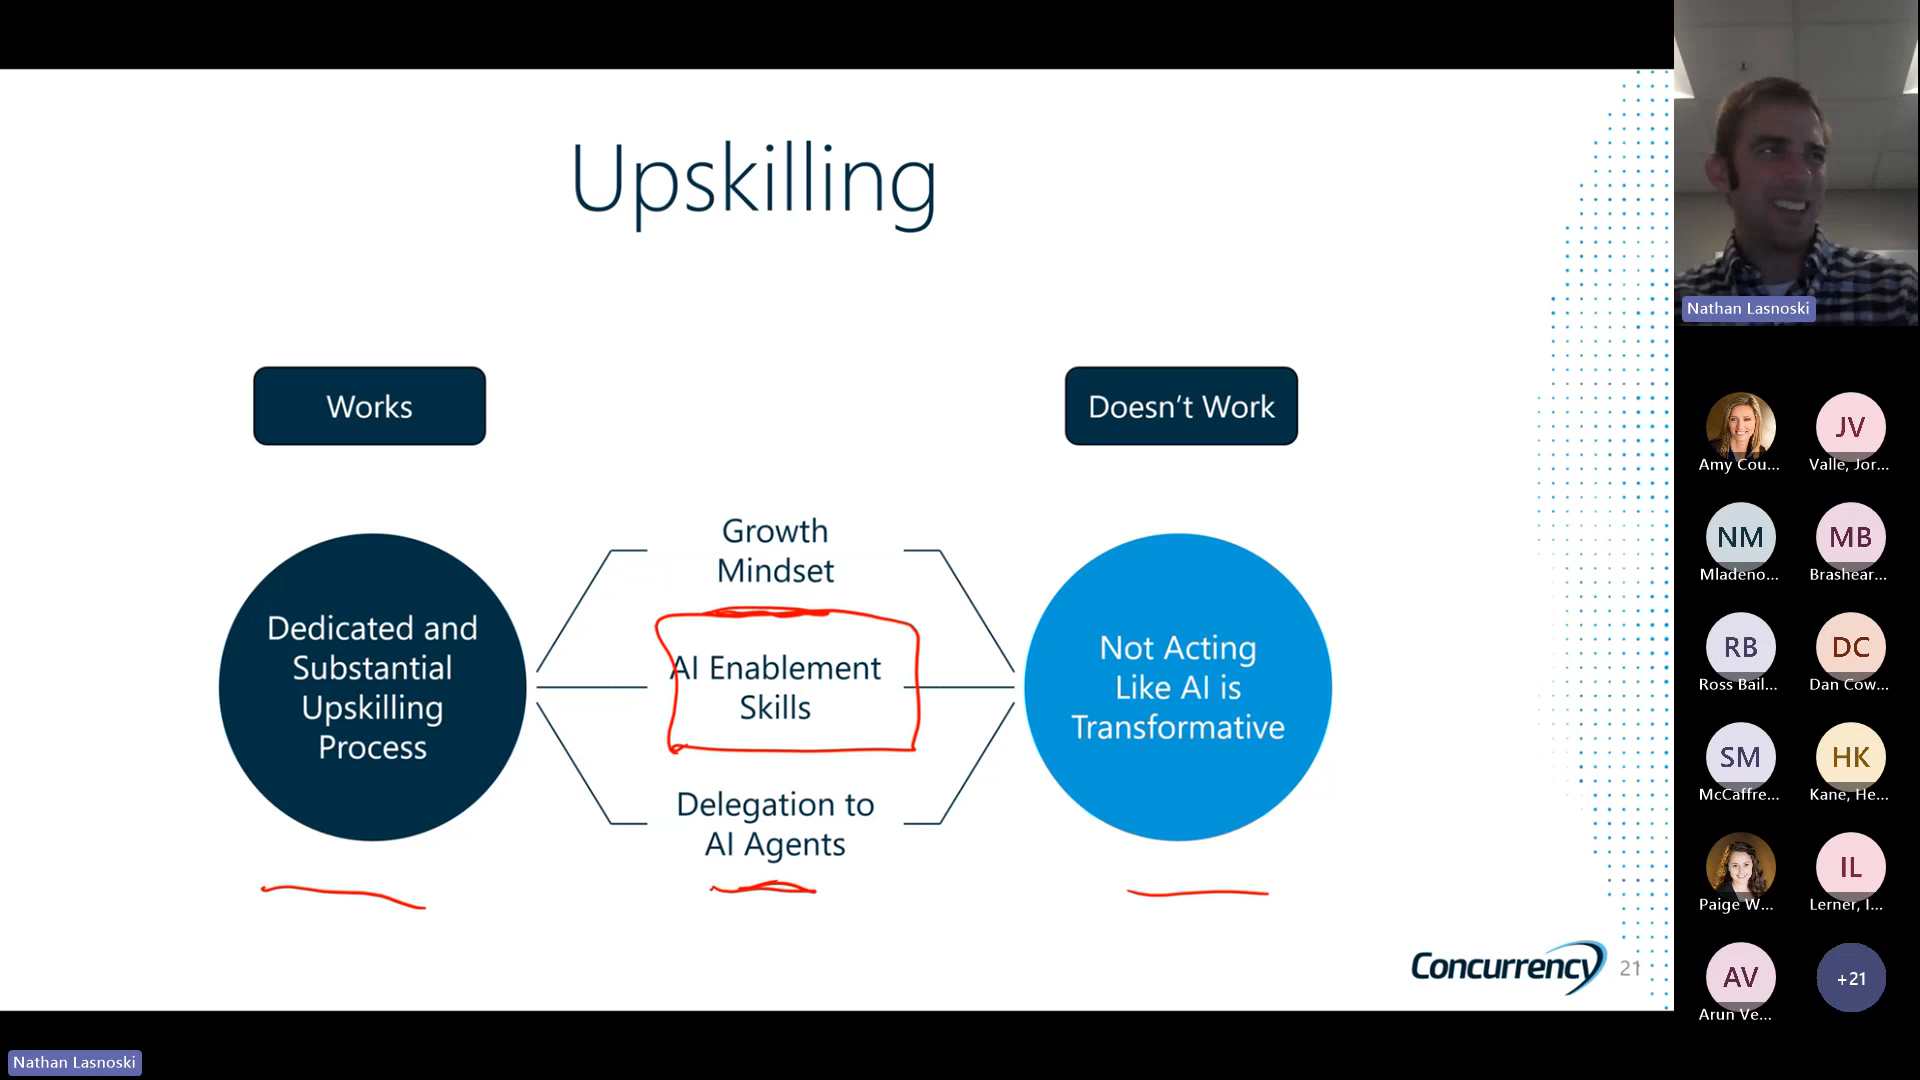 Upskilling
Works
Doesn't Work
Dedicated and
Substantial
Upskilling
Process
Growth
Mindset
AI Enablement
Skills
Delegation to
AI Agents
Not Acting
Like AI is
Transformative
Concurrency
21
Nathan Lasnoski
Amy Cou...
JV
Valle, Jor...
NM
Mladeno...
MB
Brashear...
RB
Ross Bail...
DC
Dan Cow...
SM
McCaffre...
HK
Kane, He...
Paige W...
IL
Lerner, I...
AV
Arun Ve...
+21
Nathan Lasnoski